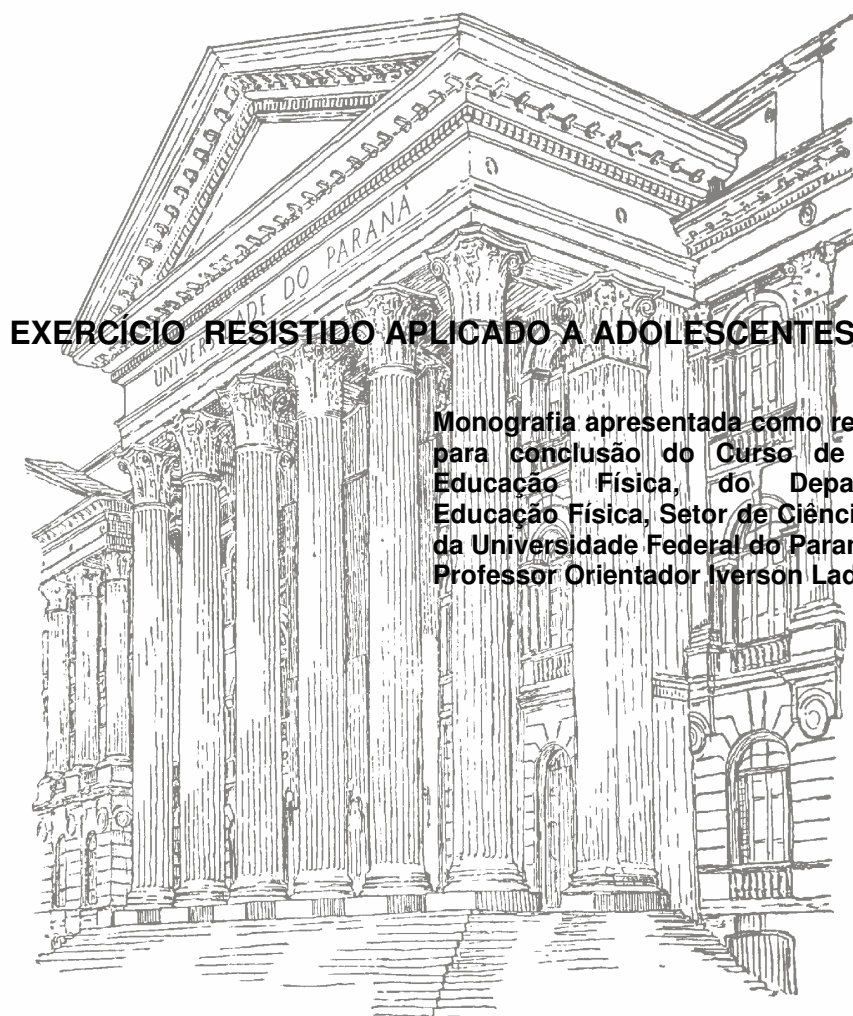 UNIVERSIDADE DO PARANÁ
EXERCÍCIO RESISTIDO APLICADO A ADOLESCENTES
Monografia apresentada como re
para conclusão do Curso de
Educação Física, do Depa
Educação Física, Setor de Ciênci
da Universidade Federal do Paran
Professor Orientador Iverson Lad